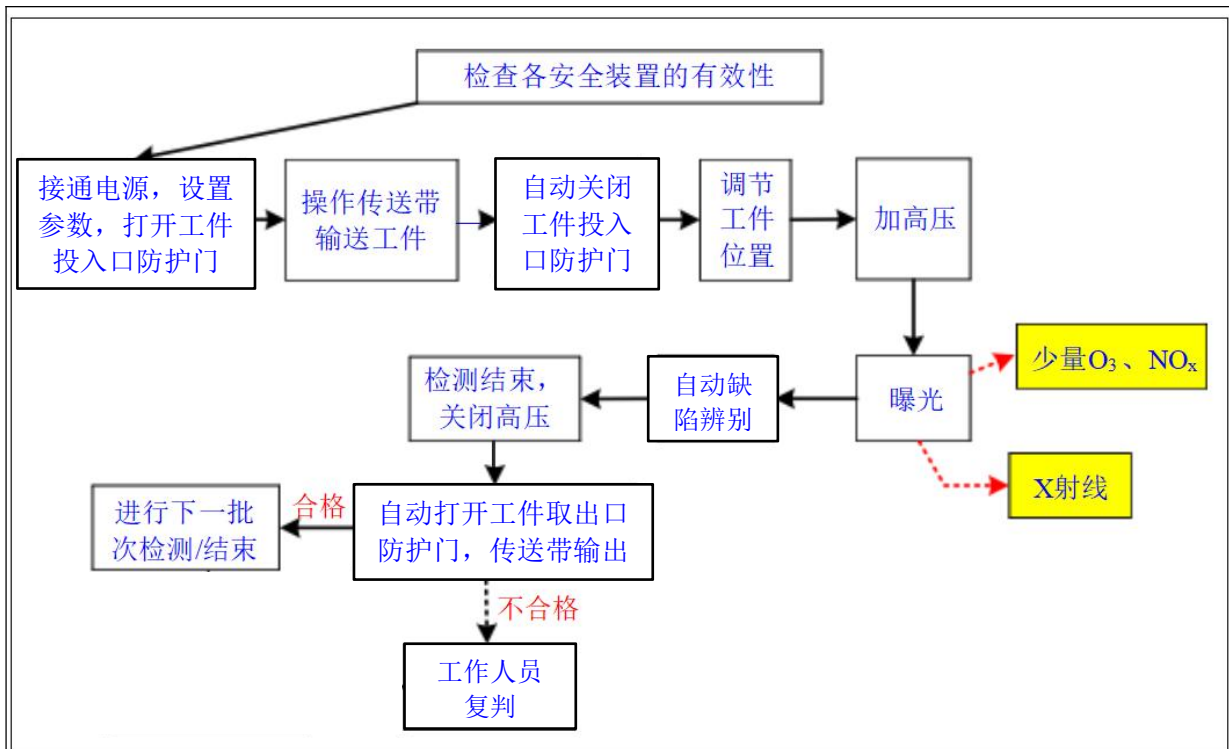 检查各安全装置的有效性
接通电源，设置
参数，打开工件
投入口防护门
操作传送带
输送工件
自动关闭
工件投入
口防护门
调节
工件
位置
加高压
曝光
少量O₃、NOₓ
X射线
自动缺
陷辨别
检测结束，
关闭高压
自动打开工件取出口
防护门，传送带输出
合格
进行下一批
次检测/结束
不合格
工作人员
复判